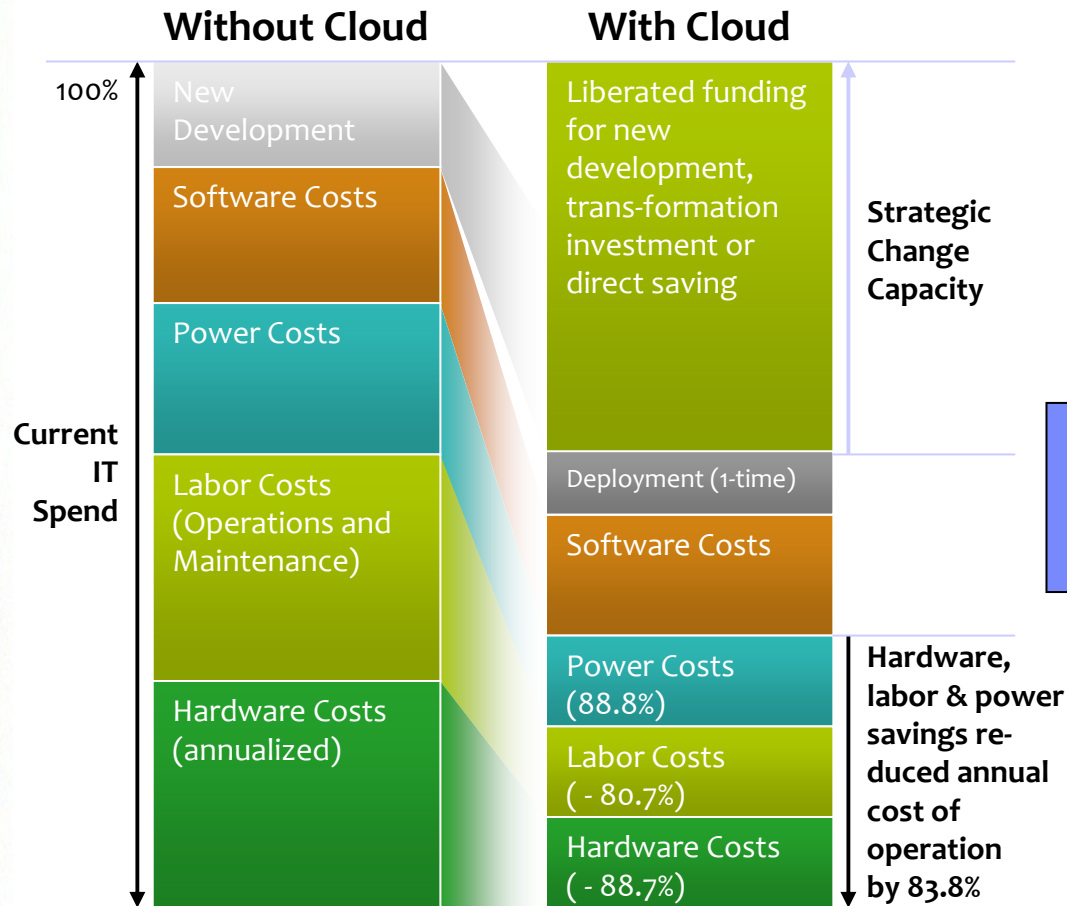 Without Cloud
With Cloud
100%
New
Development
Software Costs
Power Costs
Current
IT
Spend
Labor Costs
(Operations and
Maintenance)
Hardware Costs
(annualized)
Liberated funding
for new
development,
trans-formation
investment or
direct saving
Strategic
Change
Capacity
Deployment (1-time)
Software Costs
Power Costs
(88.8%)
Labor Costs
( - 80.7%)
Hardware Costs
( - 88.7%)
Hardware,
labor & power
savings re-
duced annual
cost of
operation
by 83.8%